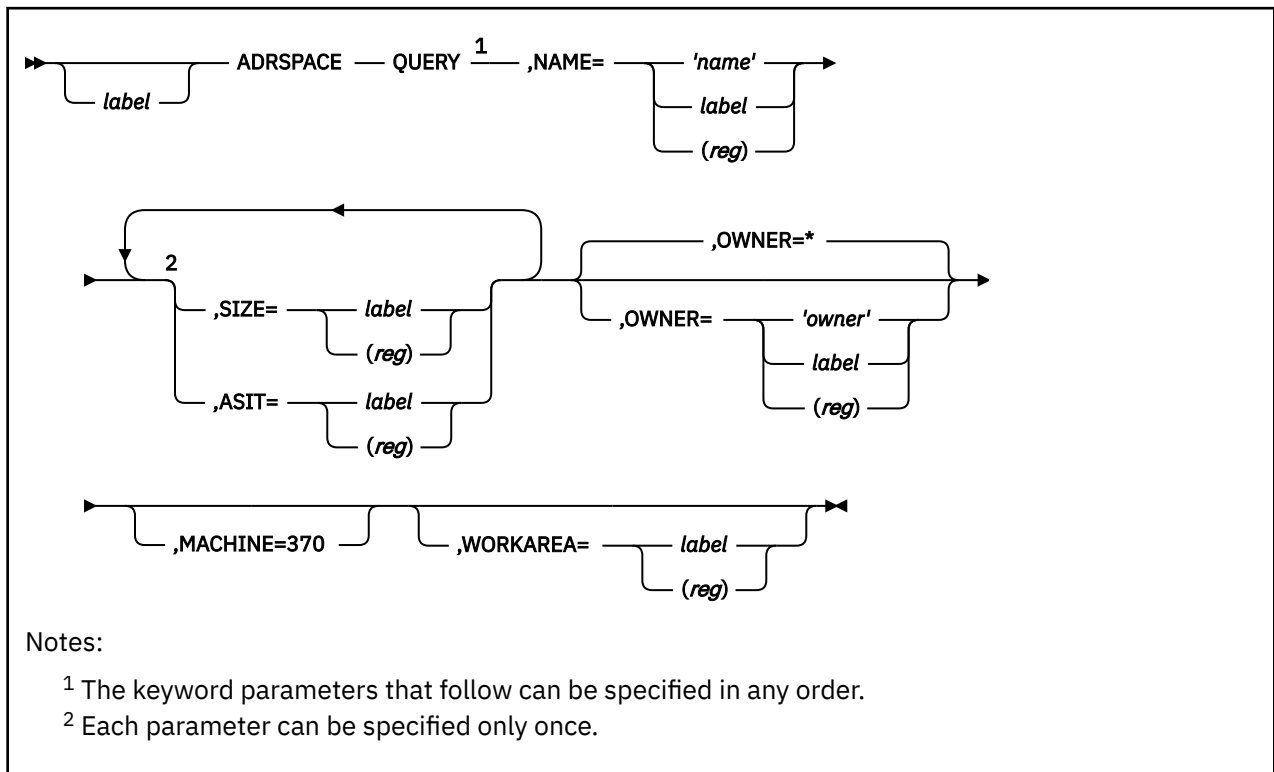 ADRSPACE QUERY 1 ,NAME= 'name'
label label
(reg)
,OWNER=*
2
,SIZE= label ,OWNER= 'owner'
(reg) label
,ASIT= label (reg)
(reg)
,MACHINE=370 ,WORKAREA= label
(reg)
Notes:
1 The keyword parameters that follow can be specified in any order.
2 Each parameter can be specified only once.